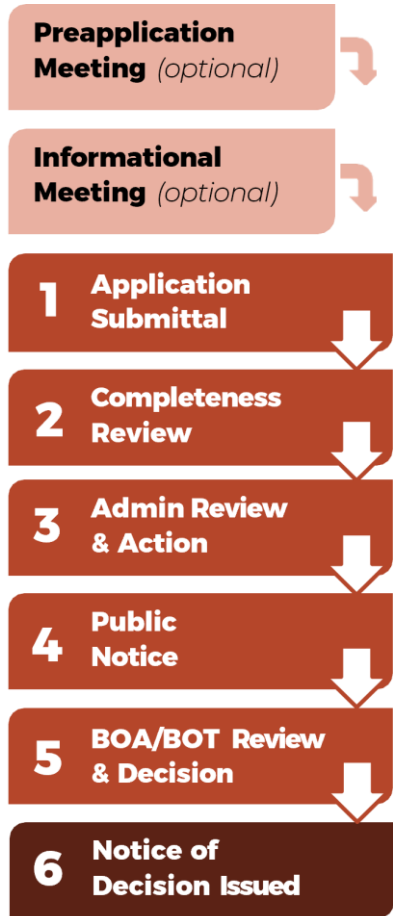 Preapplication
Meeting (optional)
Informational
Meeting (optional)
1 Application
Submittal
2 Completeness
Review
3 Admin Review
& Action
4 Public
Notice
5 BOA/BOT Review
& Decision
6 Notice of
Decision Issued